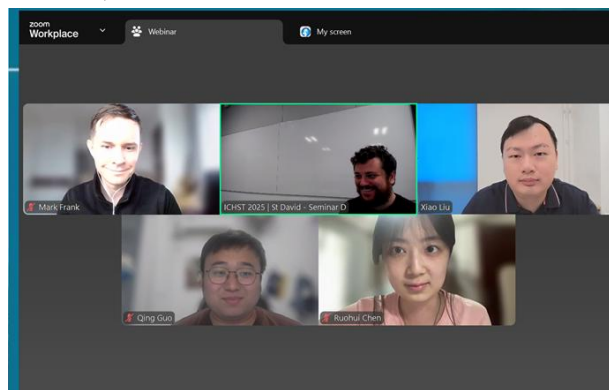 zoom
Workplace
Webinar
My screen
Mark Frank
ICHST 2025 | St David - Seminar D
Xiao Liu
Qing Guo
Ruohui Chen